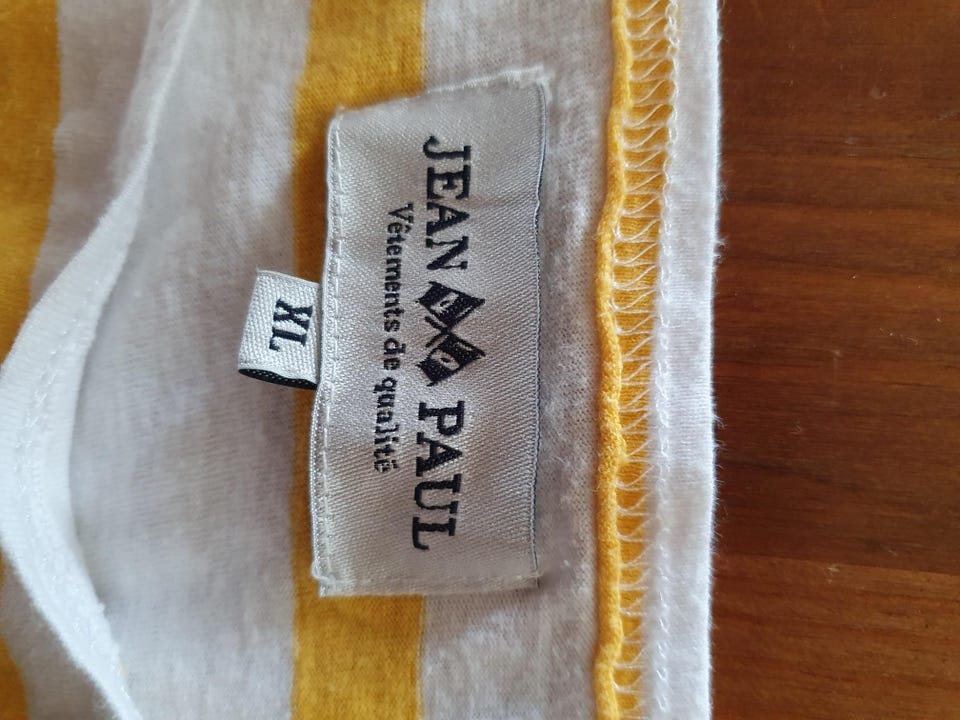 JEAN PAUL
Vêtements de qualité
XL